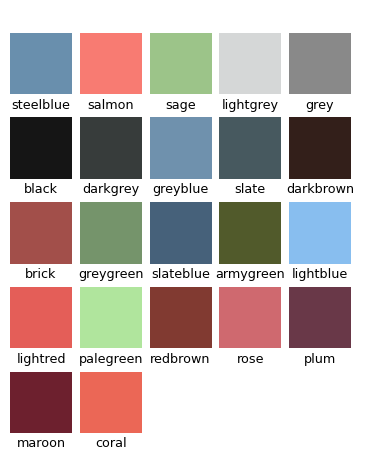 steelblue salmon sage lightgrey grey
black darkgrey greyblue slate darkbrown
brick greygreen slateblue armygreen lightblue
lightred palegreen redbrown rose plum
maroon coral